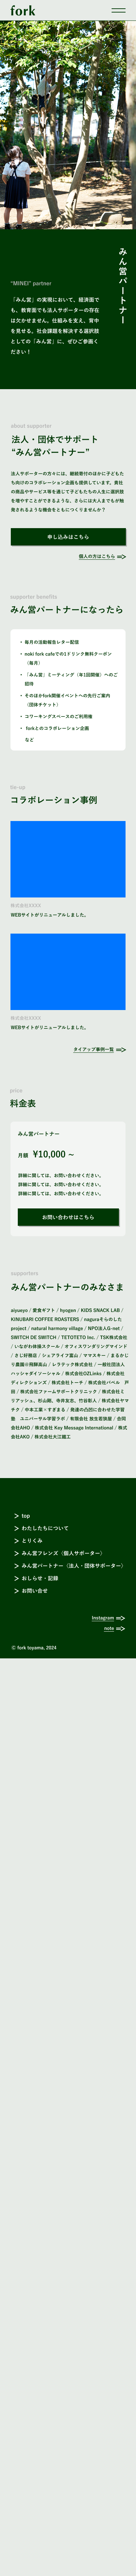 fork
みん営パートナー
“MiNEI” partner
『みん営』の実現において、経済面で
も、教育面でも法人サポーターの存在
は欠かせません。仕組みを支え、背中
を見せる。社会課題を解決する選択肢
としての「みん営」に、ぜひご参画く
ださい！
about supporter
法人・団体でサポート
“みん営パートナー”
法人サポーターの方々には、継続寄付のほかに子どもた
ち向けのコラボレーション企画も提供しています。貴社
の商品やサービス等を通じて子どもたちの人生に選択肢
を増やすことができるような、さらには大人までもが触
発されるような機会をともにつくりませんか？
申し込みはこちら
個人の方はこちら
supporter benefits
みん営パートナーになったら
・ 毎月の活動報告レター配信
・ noki fork cafeでの1ドリンク無料クーポン
（毎月）
・ 「みん営」ミーティング（年1回開催）へのご
招待
・ そのほかfork開催イベントへの先行ご案内
（団体チケット）
・ コワーキングスペースのご利用権
・ forkとのコラボレーション企画
など
tie-up
コラボレーション事例
株式会社XXXX
WEBサイトがリニューアルしました。
株式会社XXXX
WEBサイトがリニューアルしました。
タイアップ事例一覧
price
料金表
みん営パートナー
月額 ¥10,000 ~
詳細に関しては、お問い合わせください。
詳細に関しては、お問い合わせください。
詳細に関しては、お問い合わせください。
お問い合わせはこちら
supporters
みん営パートナーのみなさま
aiyueyo / 愛食ギフト / hyogen / KIDS SNACK LAB /
KINUBARI COFFEE ROASTERS / naguraそらのした
project / natural harmony village / NPO法人G-net /
SWITCH DE SWITCH / TETOTETO Inc. / TSK株式会社
/ いながわ林接スクール / オフィスワンダリングマインド
/ きじ好商店 / シェアライフ富山 / ヤマスキー / まるかじ
り農園※飛騨高山 / レラテック株式会社 / 一般社団法人
ハッシャダイソーシャル / 株式会社OZLinks / 株式会社
ディレクションズ / 株式会社トーチ / 株式会社バベル 戸
田 / 株式会社ファームサポートクリニック / 株式会社ミ
リアッシュ、杉山剛、寺井友志、竹谷彰人 / 株式会社ヤマ
チク / 中本工業×すぎまる / 発達の凸凹に合わせた学習
塾 ユニバーサル学習ラボ / 有限会社 放生若狭屋 / 合同
会社AHO / 株式会社 Key Message International / 株式
会社AKO / 株式会社大江鐵工
top
わたしたちについて
とりくみ
みん営フレンズ（個人サポーター）
みん営パートナー（法人・団体サポーター）
おしらせ・記録
お問い合せ
Instagram
note
© fork toyama, 2024